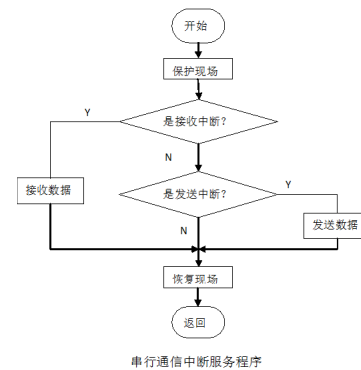 开始
保护现场
Y
是接收中断？
N
接收数据
是发送中断？
Y
N
发送数据
恢复现场
返回
串行通信中断服务程序